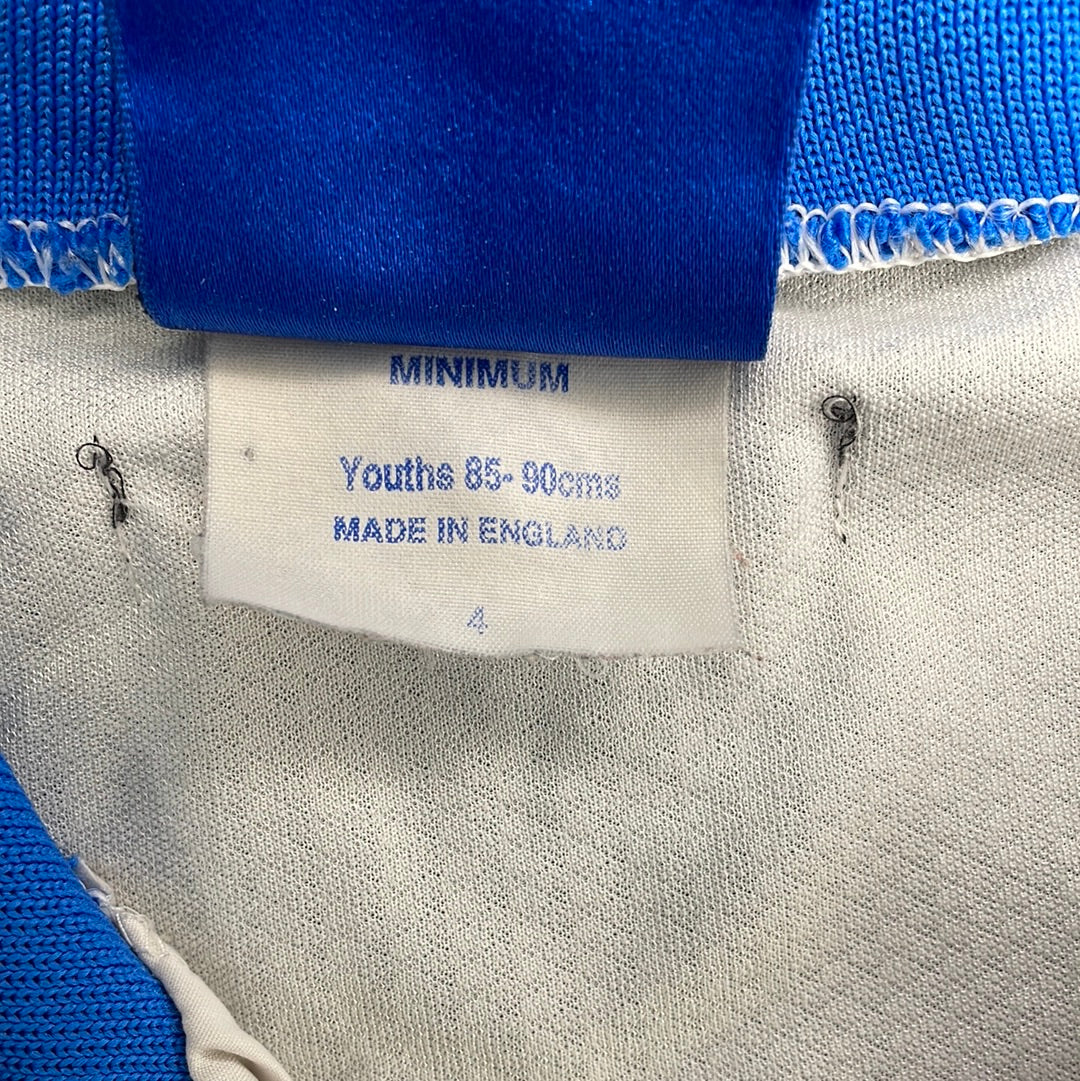 MINIMUM
Youths 85-90cms
MADE IN ENGLAND
4